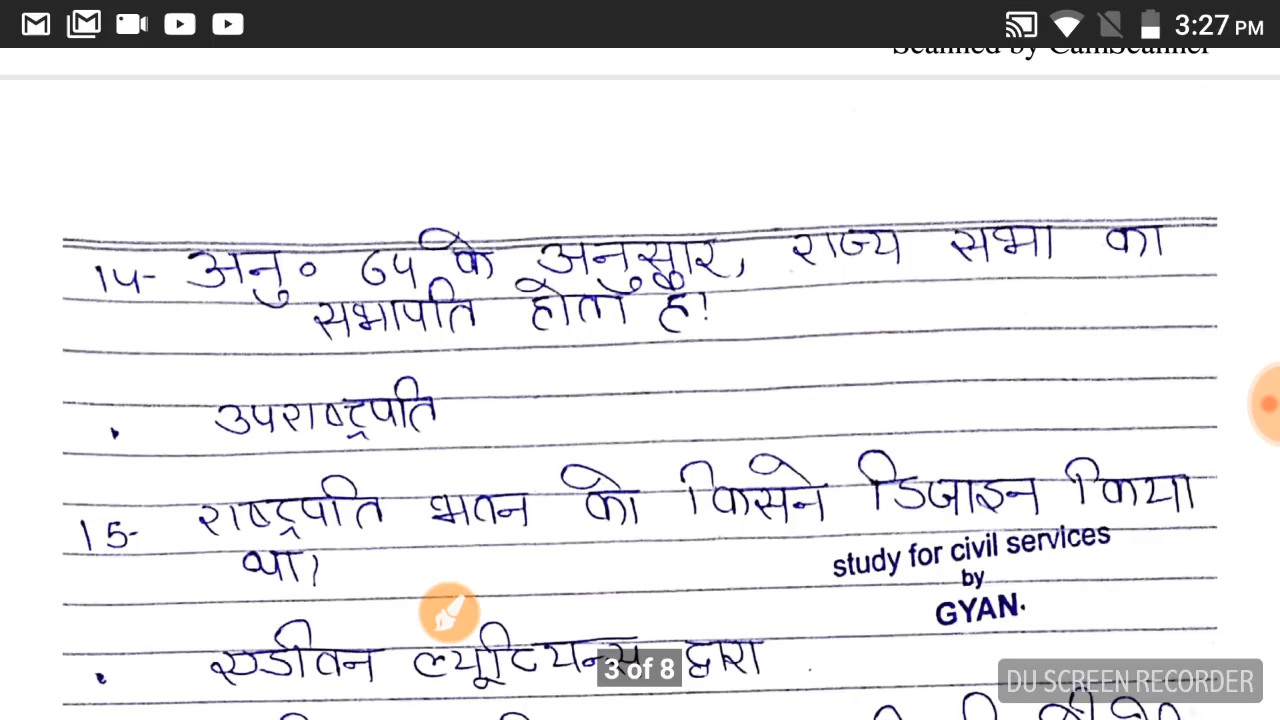 3:27 PM
Scanned by CamScanner
14- अनु० 64 के अनुसार, राज्य सभा का
सभापति होता है!
उपराष्ट्रपति
15- राष्ट्रपति भवन को किसने डिजाइन किया
था?
study for civil services
by
GYAN.
एडीवन ल्यूटियन्स द्वारा
3 of 8
DU SCREEN RECORDER